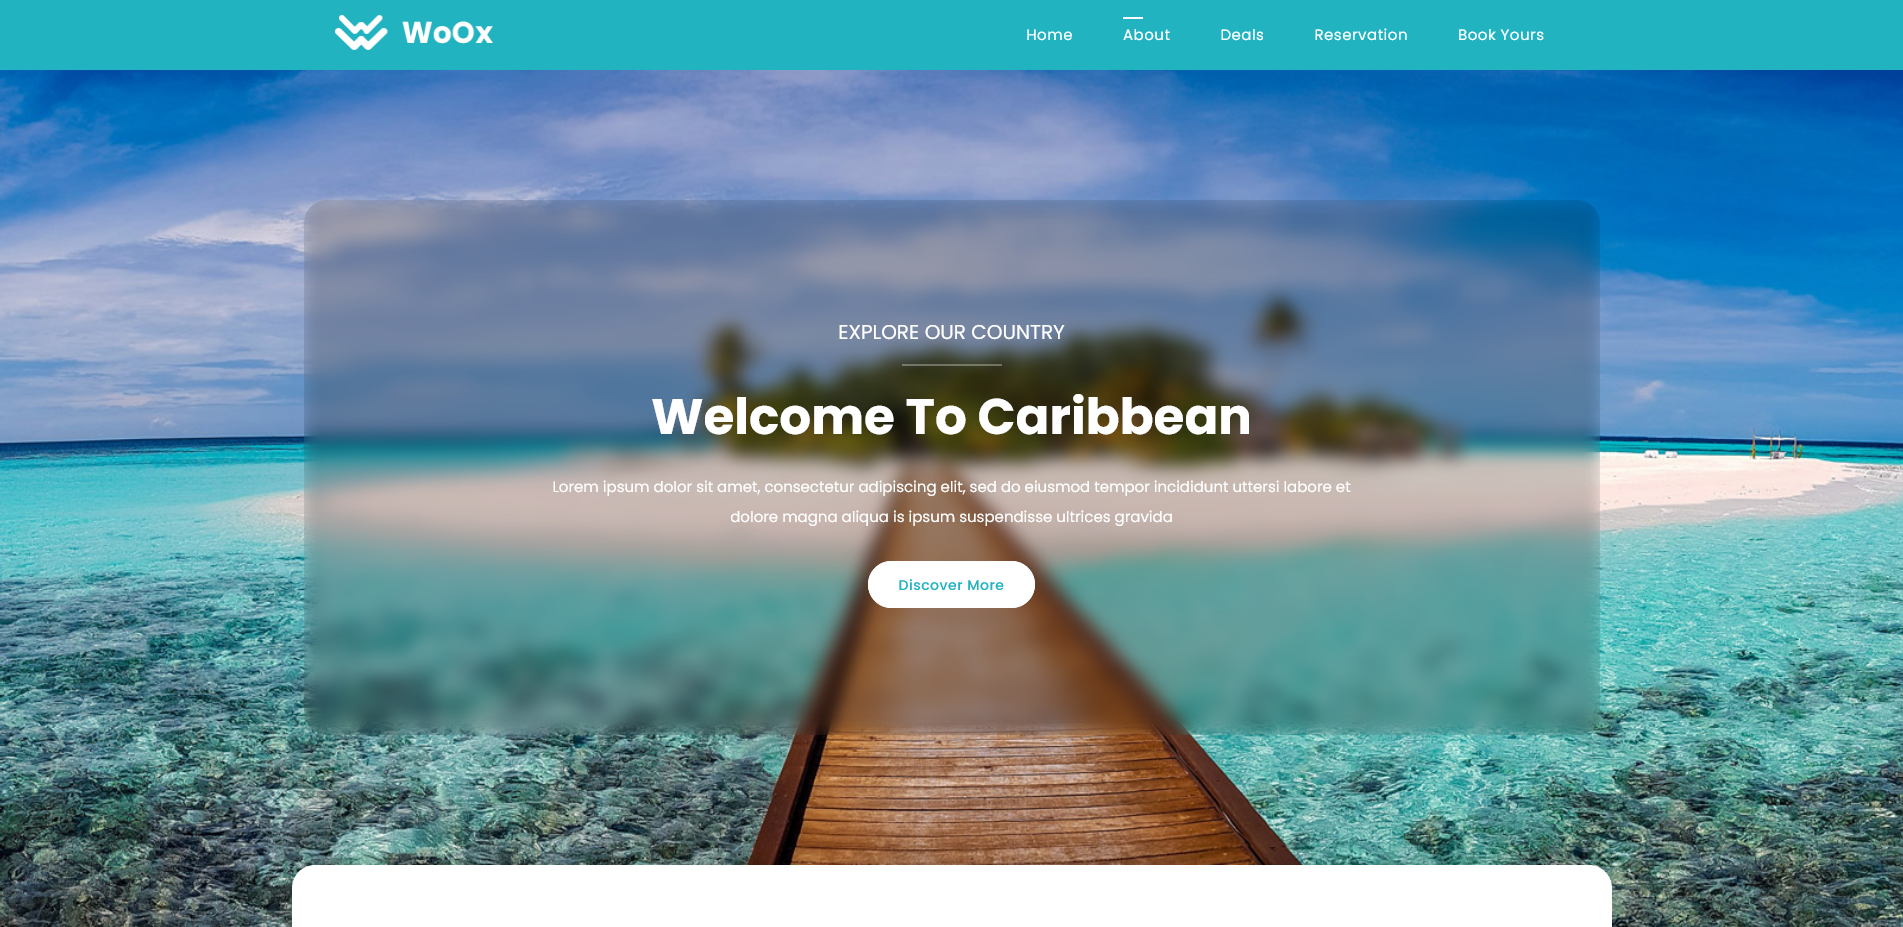 WoOx
Home About Deals Reservation Book Yours
EXPLORE OUR COUNTRY
Welcome To Caribbean
Lorem ipsum dolor sit amet, consectetur adipiscing elit, sed do eiusmod tempor incididunt uttersi labore et
dolore magna aliqua is ipsum suspendisse ultrices gravida
Discover More